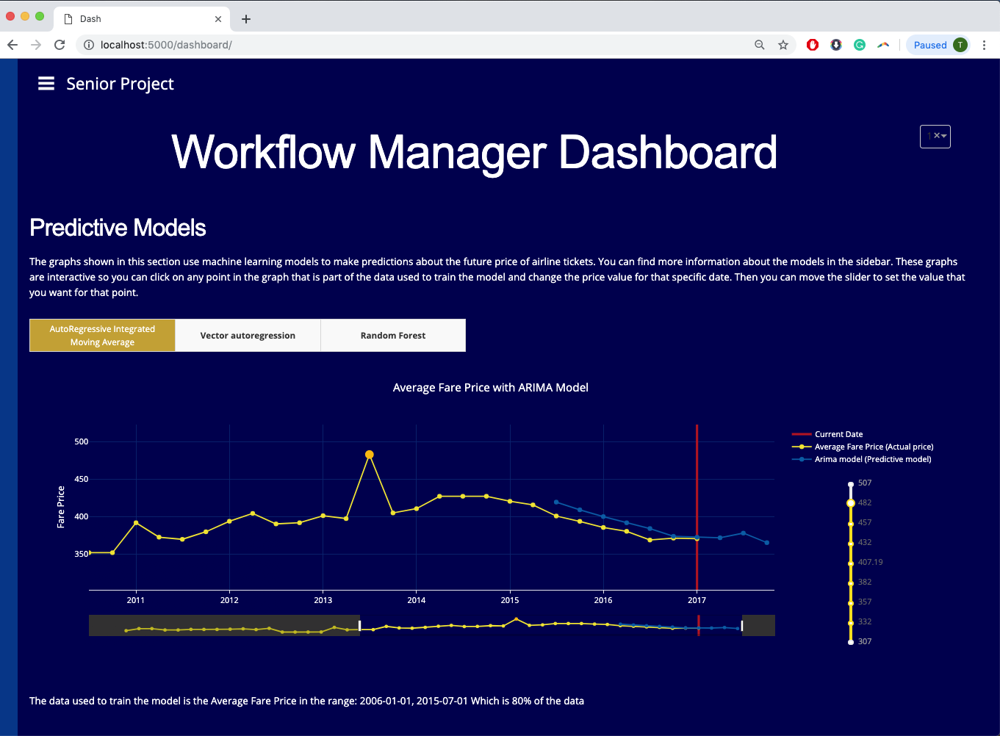 Dash
localhost:5000/dashboard/
Paused
T
Senior Project
Workflow Manager Dashboard
1
Predictive Models
The graphs shown in this section use machine learning models to make predictions about the future price of airline tickets. You can find more information about the models in the sidebar. These graphs
are interactive so you can click on any point in the graph that is part of the data used to train the model and change the price value for that specific date. Then you can move the slider to set the value that
you want for that point.
AutoRegressive Integrated
Moving Average
Vector autoregression
Random Forest
Average Fare Price with ARIMA Model
Fare Price
500
450
400
350
2011 2012 2013 2014 2015 2016 2017
Current Date
Average Fare Price (Actual price)
Arima model (Predictive model)
507
482
457
432
407.19
382
357
332
307
The data used to train the model is the Average Fare Price in the range: 2006-01-01, 2015-07-01 Which is 80% of the data